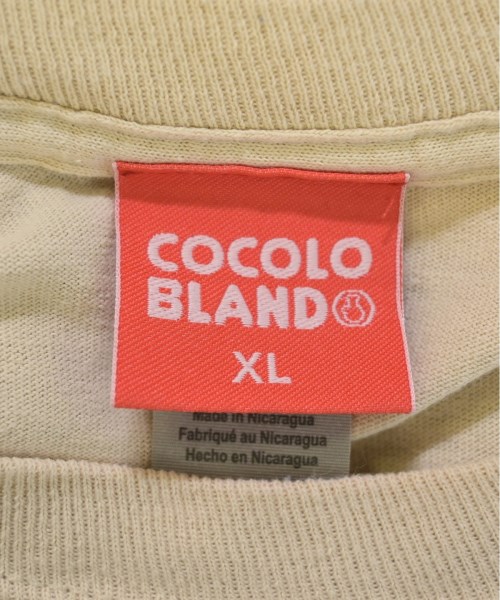 COCOLO
BLAND
XL
Made in Nicaragua
Fabriqué au Nicaragua
Hecho en Nicaragua